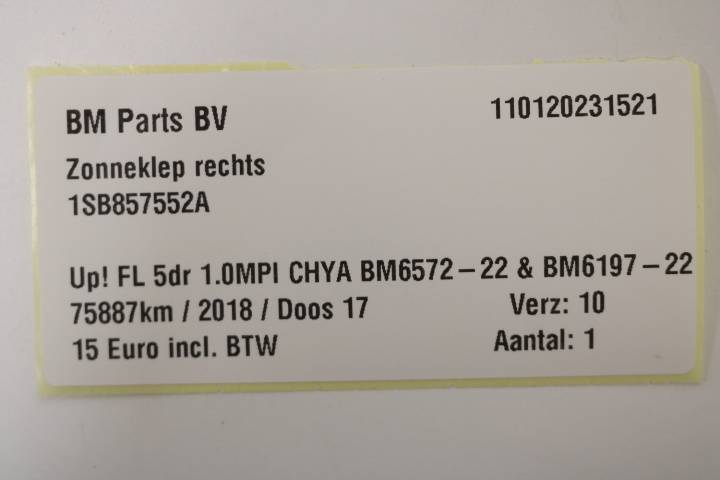 BM Parts BV 110120231521
Zonneklep rechts
1SB857552A
Up! FL 5dr 1.0MPI CHYA BM6572-22 & BM6197-22
75887km / 2018 / Doos 17 Verz: 10
15 Euro incl. BTW Aantal: 1